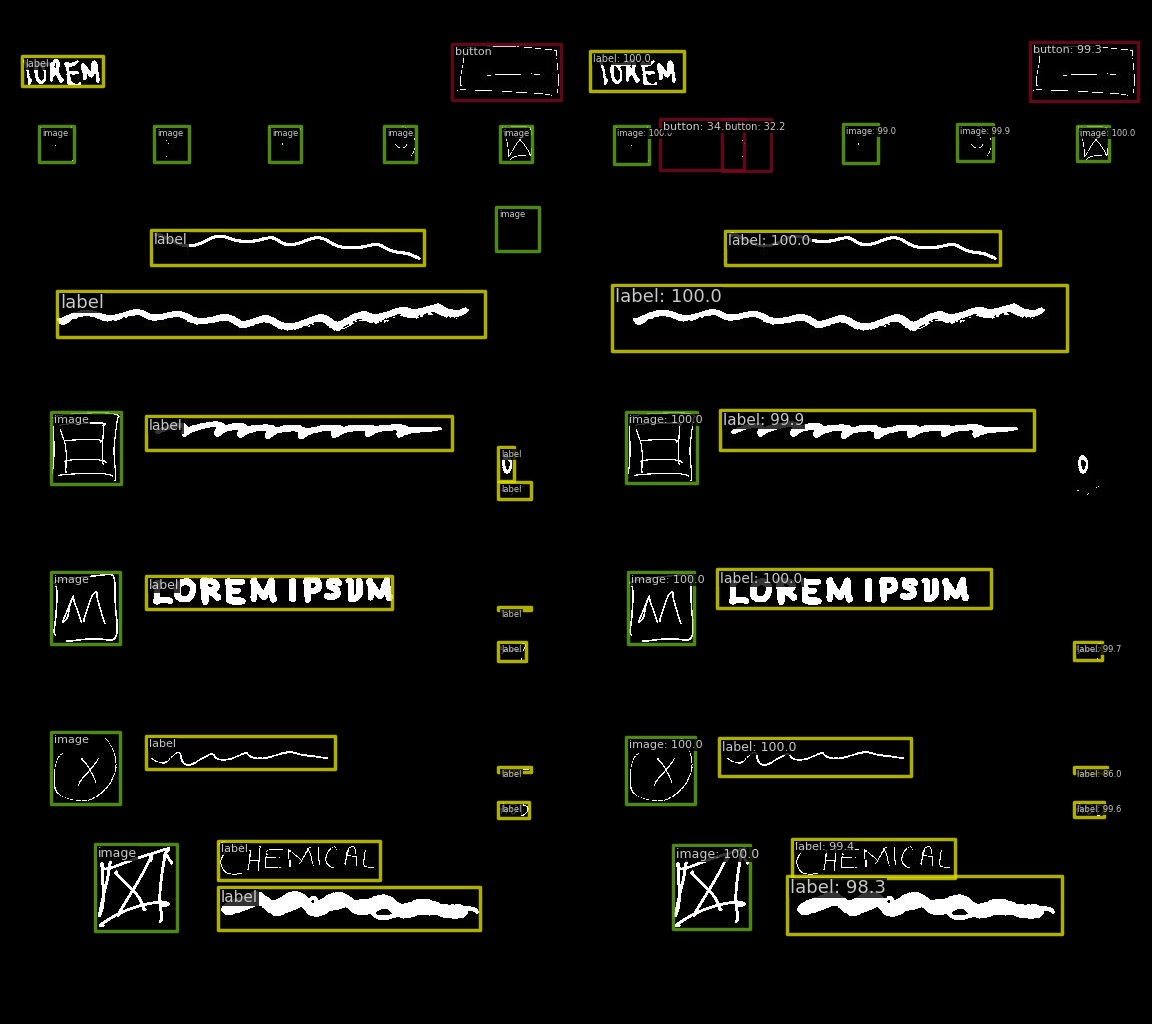 label lOREM button label: 100.0 lOREM button: 99.3
image image image image image image: 100.0 button: 34. button: 32.2 image: 99.0 image: 99.9 image: 100.0
image
label label: 100.0
label label: 100.0
image label image: 100.0 label: 99.9
label
0 0
label
image label LOREM IPSUM image: 100.0 label: 100.0 LOREM IPSUM
label
label label: 99.7
image label image: 100.0 label: 100.0
X X
label label: 86.0
label label: 99.6
image label CHEMICAL image: 100.0 label: 99.4 CHEMICAL
label label: 98.3